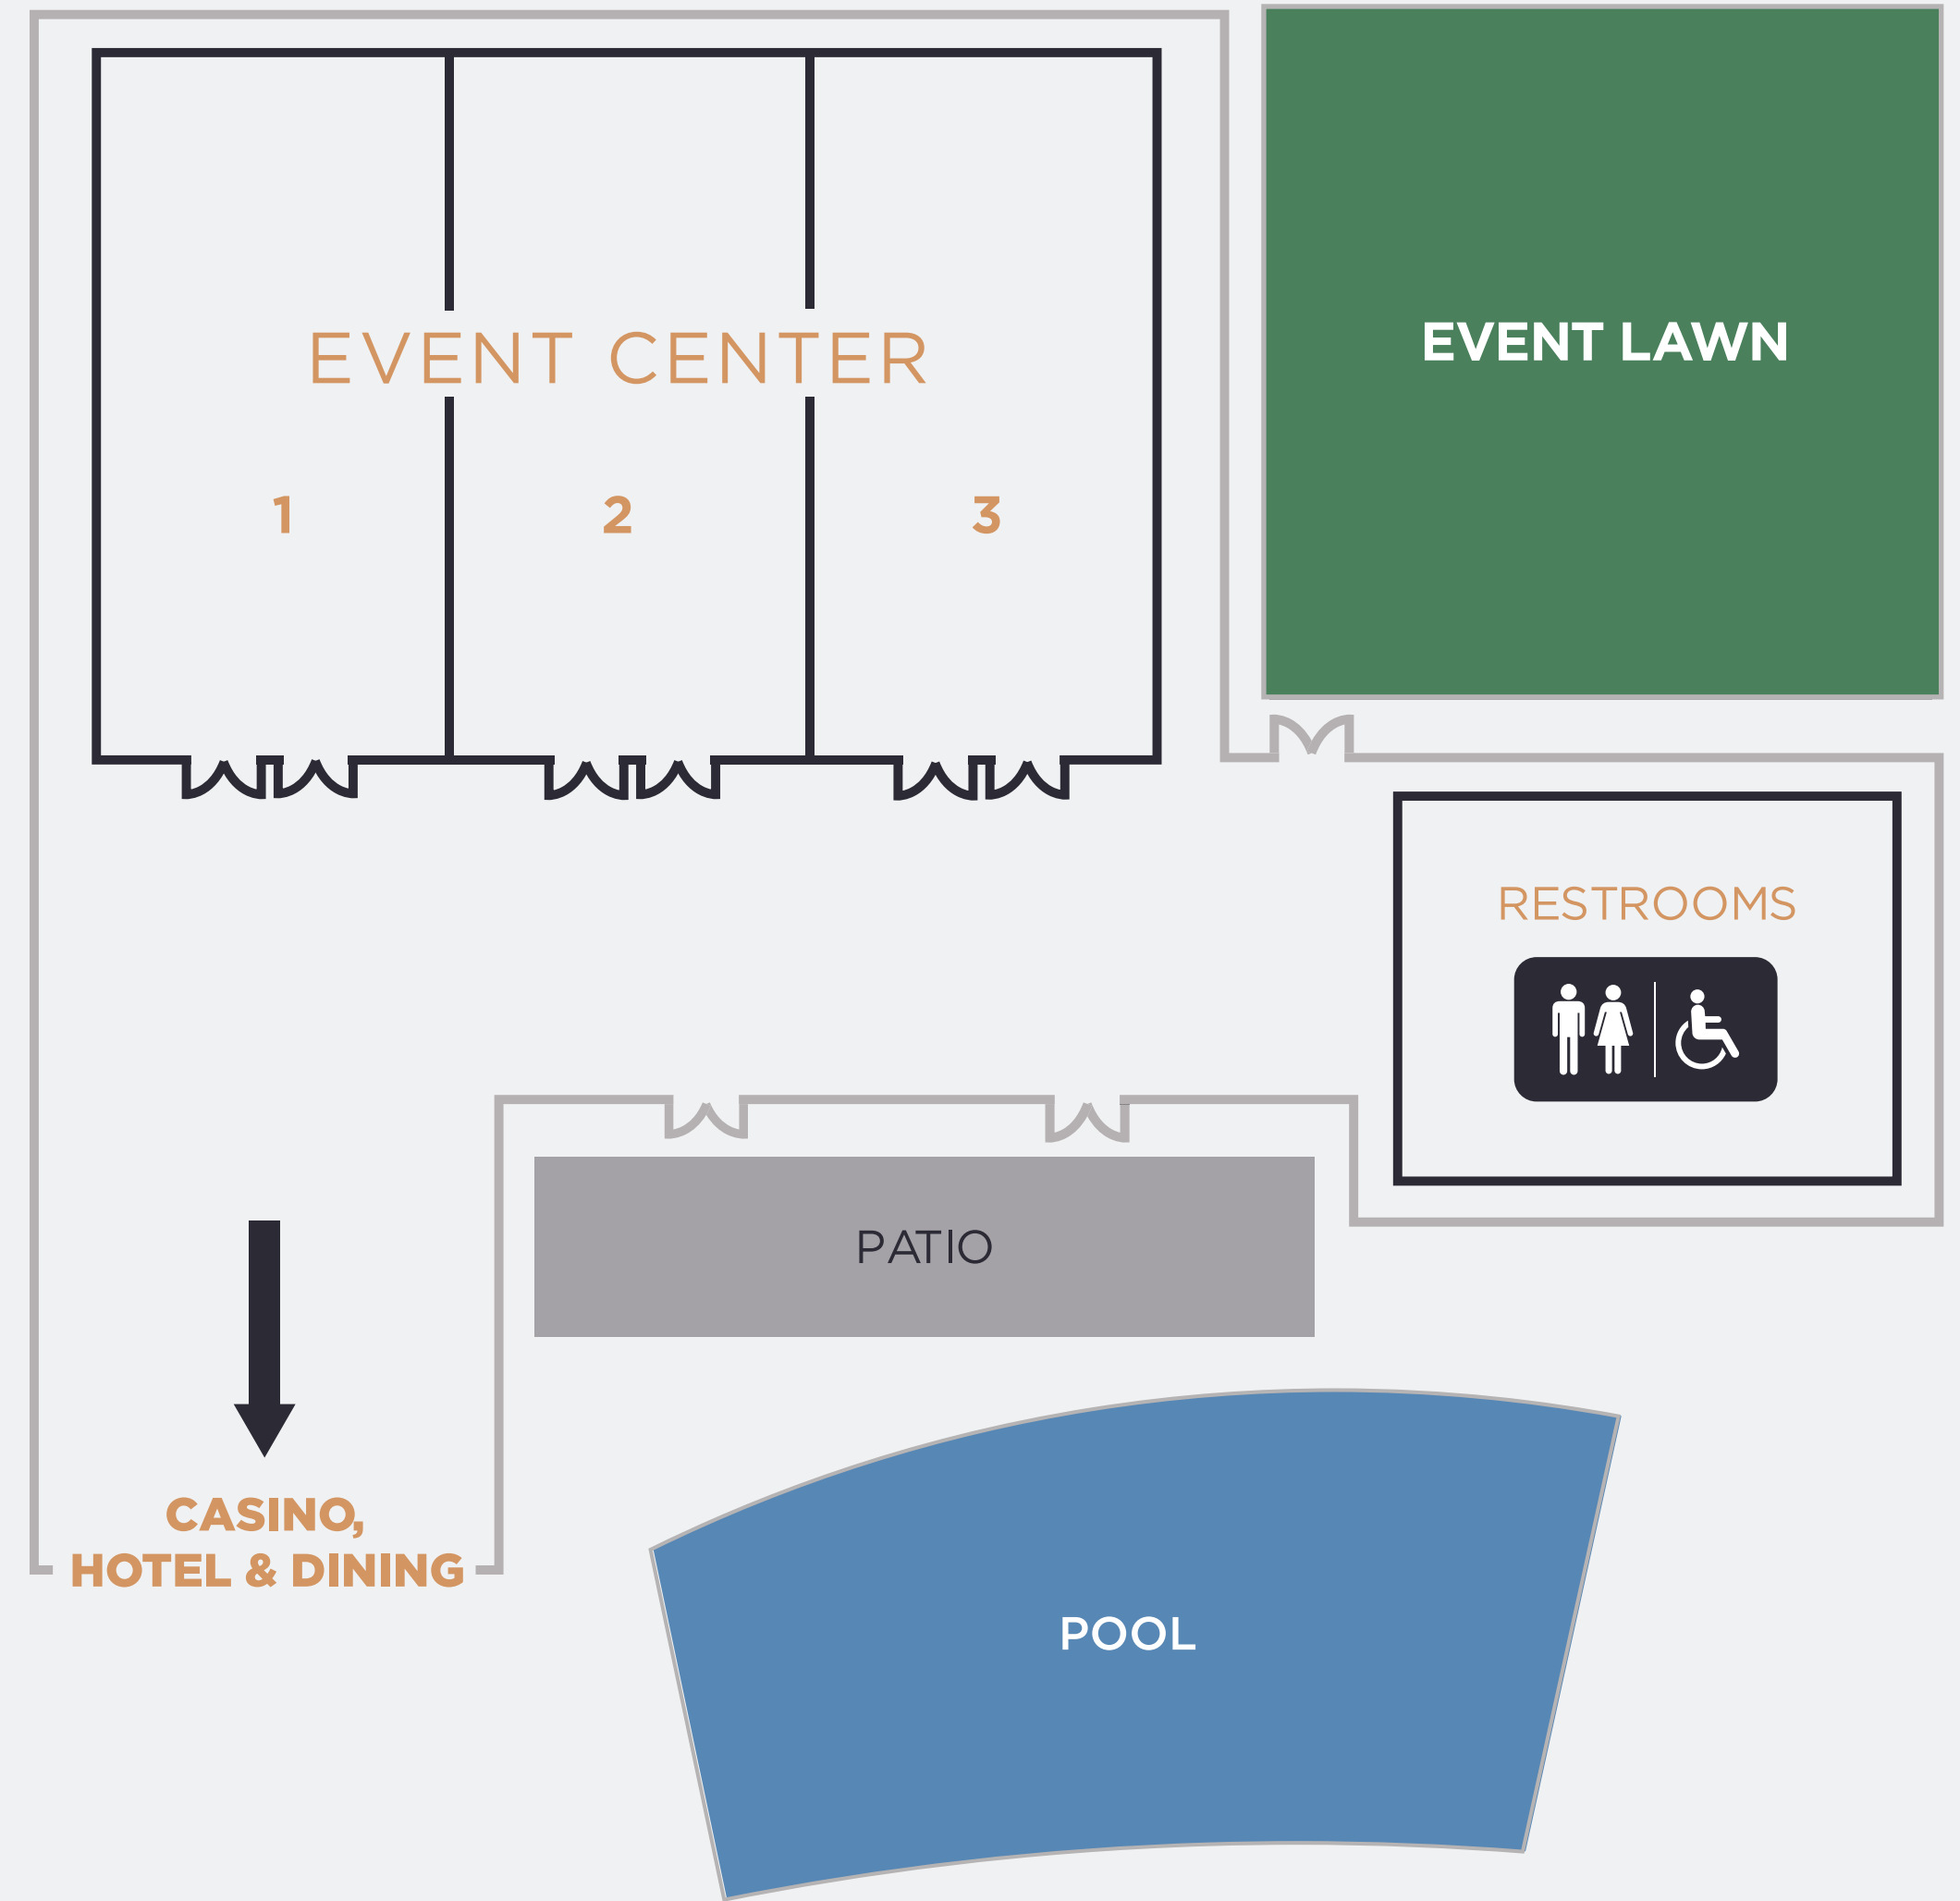 EVENT CENTER
EVENT LAWN
1
2
3
RESTROOMS
PATIO
CASINO,
HOTEL & DINING
POOL